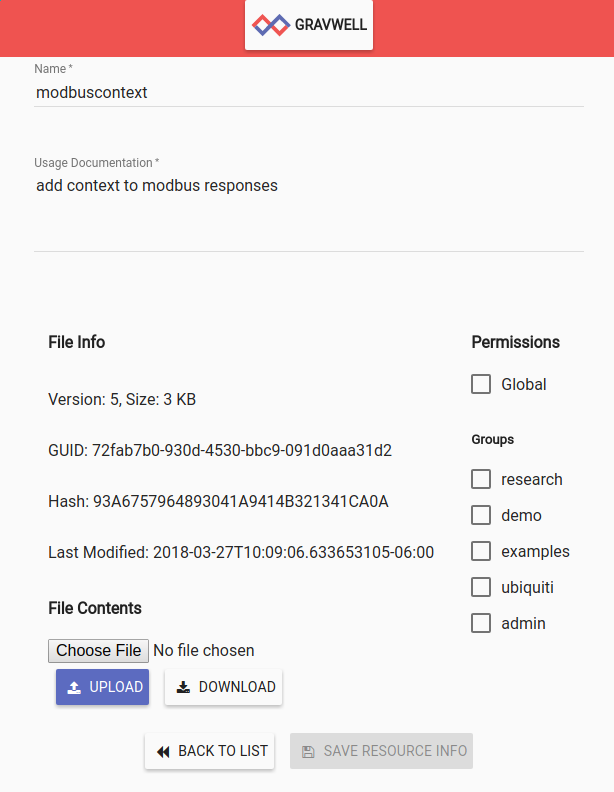 GRAVWELL
Name *
modbuscontext
Usage Documentation *
add context to modbus responses
File Info
Version: 5, Size: 3 KB
GUID: 72fab7b0-930d-4530-bbc9-091d0aaa31d2
Hash: 93A6757964893041A9414B321341CA0A
Last Modified: 2018-03-27T10:09:06.633653105-06:00
File Contents
Choose File No file chosen
UPLOAD DOWNLOAD
Permissions
Global
Groups
research
demo
examples
ubiquiti
admin
BACK TO LIST SAVE RESOURCE INFO